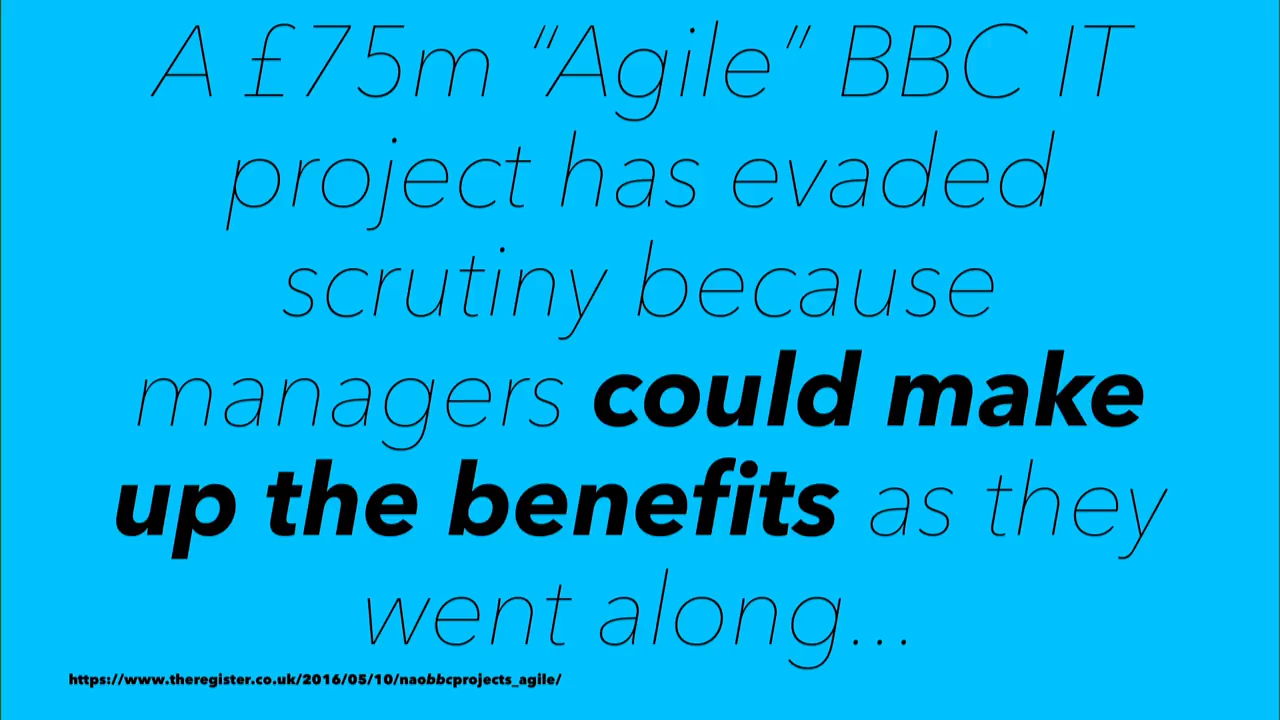 A £75m “Agile” BBC IT
project has evaded
scrutiny because
managers could make
up the benefits as they
went along...
https://www.theregister.co.uk/2016/05/10/naobbcprojects_agile/